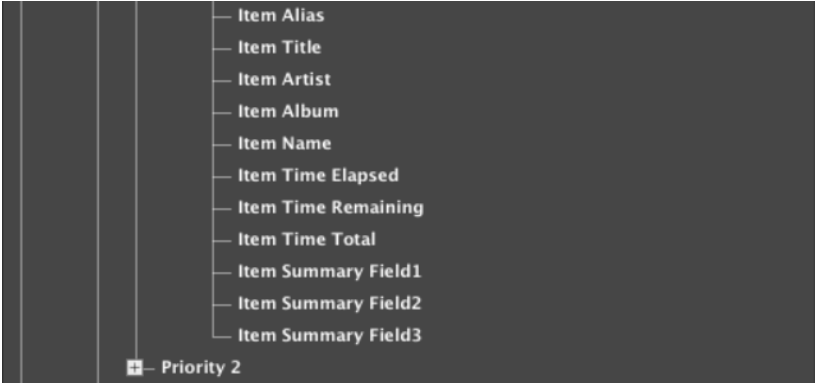 Item Alias
Item Title
Item Artist
Item Album
Item Name
Item Time Elapsed
Item Time Remaining
Item Time Total
Item Summary Field1
Item Summary Field2
Item Summary Field3
Priority 2